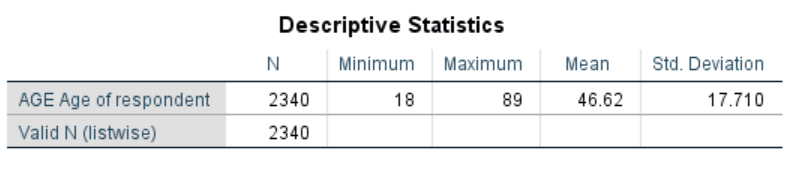 Descriptive Statistics
N Minimum Maximum Mean Std. Deviation
AGE Age of respondent 2340 18 89 46.62 17.710
Valid N (listwise) 2340